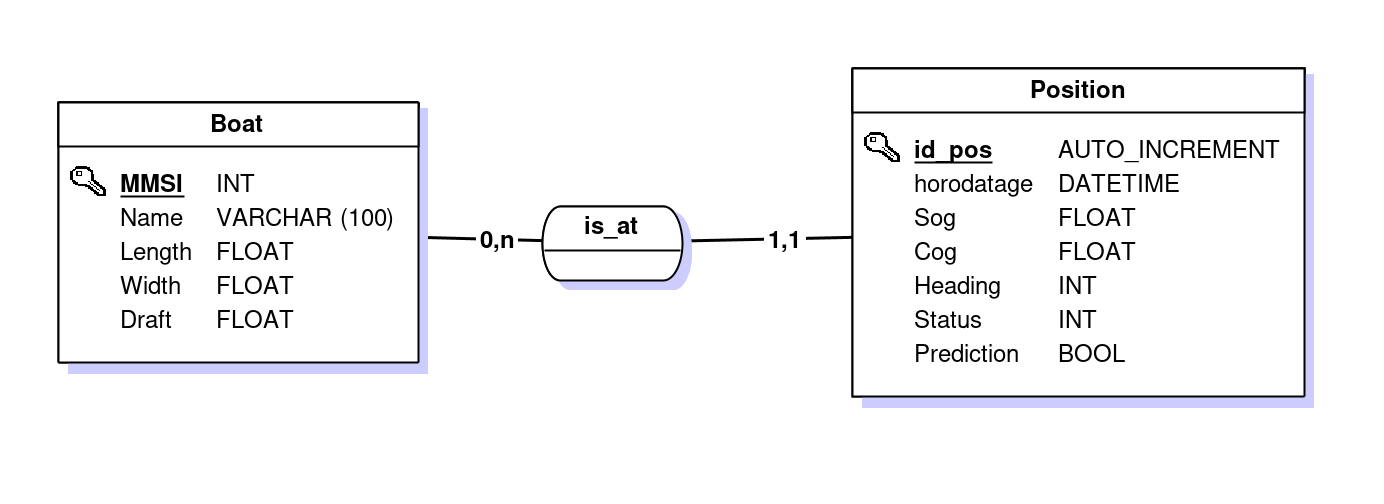 Boat
MMSI INT
Name VARCHAR (100)
Length FLOAT
Width FLOAT
Draft FLOAT
0,n
is_at
1,1
Position
id_pos AUTO_INCREMENT
horodatage DATETIME
Sog FLOAT
Cog FLOAT
Heading INT
Status INT
Prediction BOOL